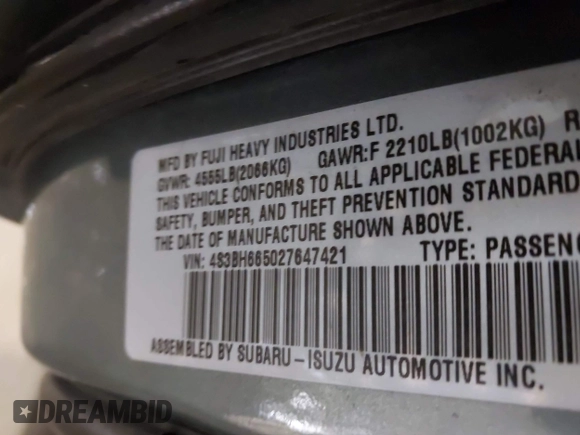 MFD BY FUJI HEAVY INDUSTRIES LTD.
GVWR: 4555LB(2066KG) GAWR:F 2210LB(1002KG) R
THIS VEHICLE CONFORMS TO ALL APPLICABLE FEDERAL
SAFETY, BUMPER, AND THEFT PREVENTION STANDARD
THE DATE OF MANUFACTURE SHOWN ABOVE.
VIN: 4S3BH665027647421 TYPE: PASSENG
ASSEMBLED BY SUBARU-ISUZU AUTOMOTIVE INC.
DREAMBID